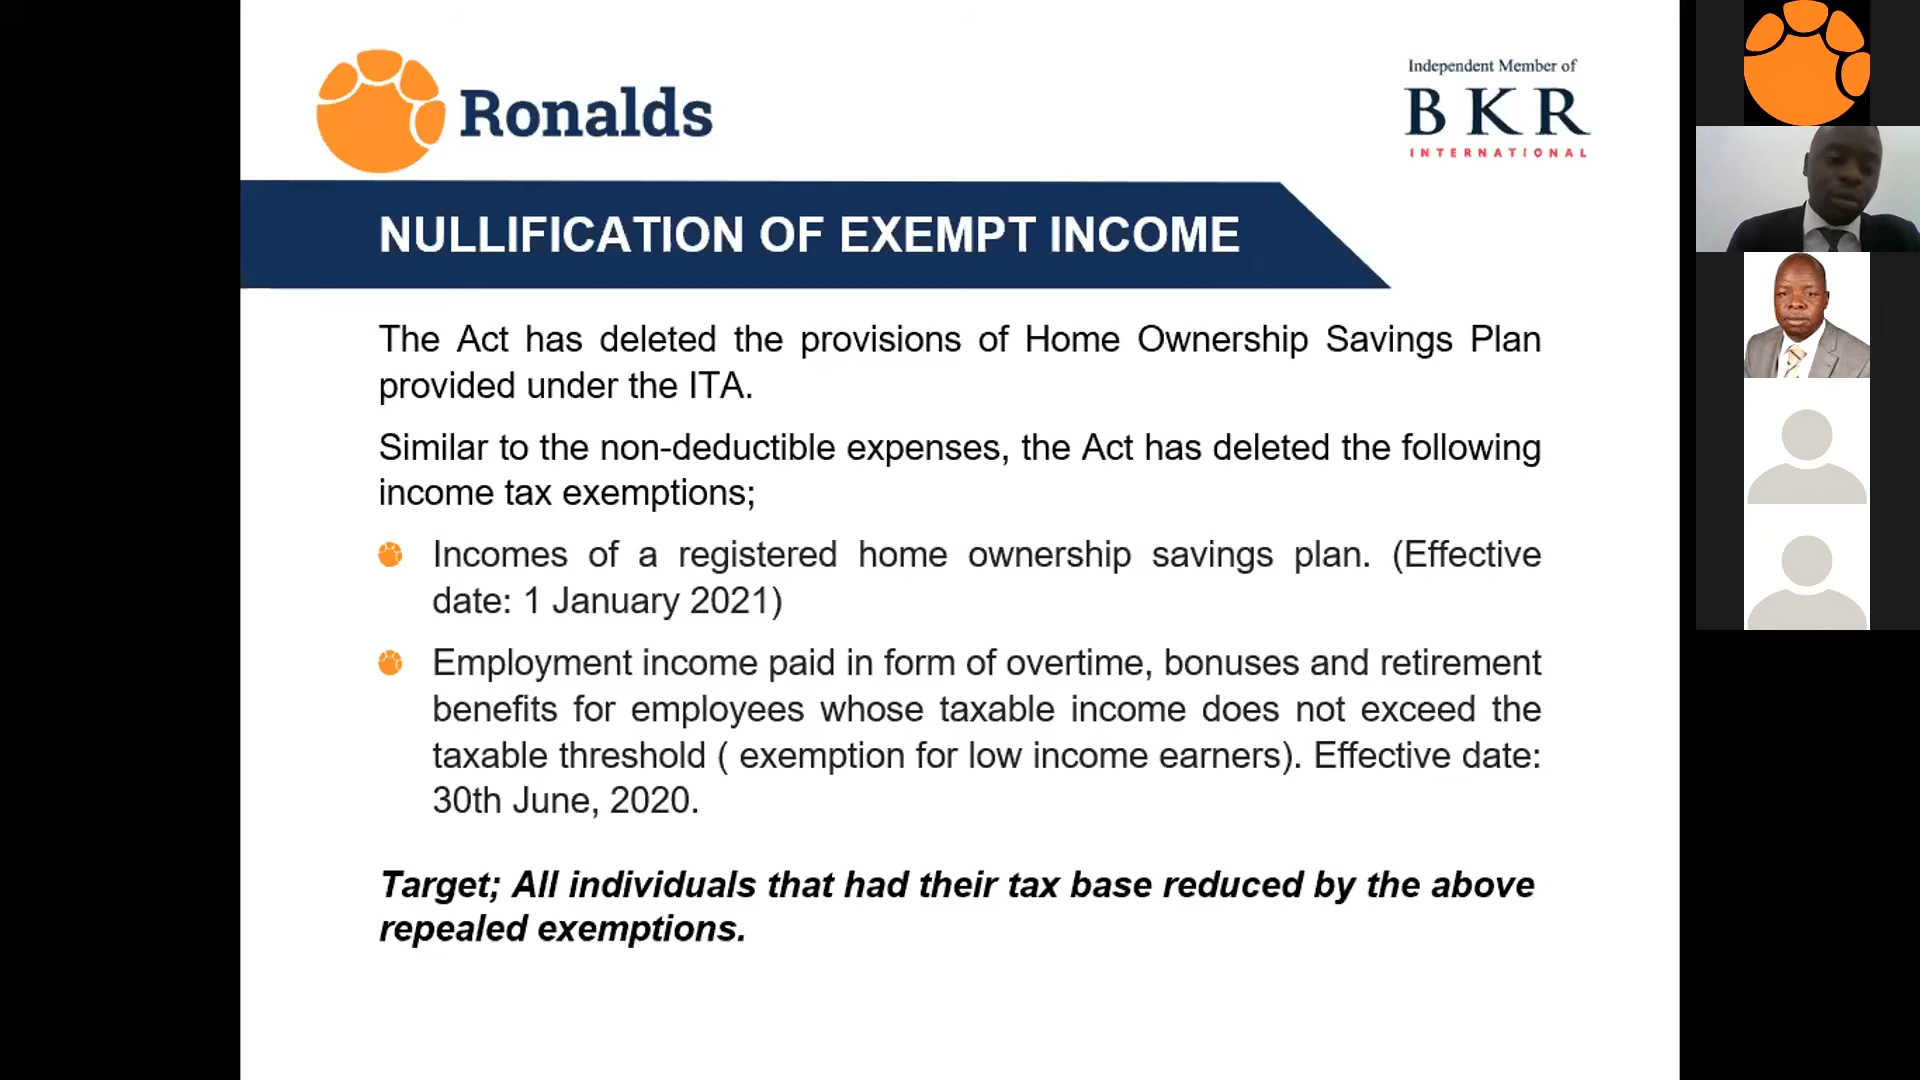 Ronalds
Independent Member of
BKR
INTERNATIONAL
NULLIFICATION OF EXEMPT INCOME
The Act has deleted the provisions of Home Ownership Savings Plan
provided under the ITA.
Similar to the non-deductible expenses, the Act has deleted the following
income tax exemptions;
Incomes of a registered home ownership savings plan. (Effective
date: 1 January 2021)
Employment income paid in form of overtime, bonuses and retirement
benefits for employees whose taxable income does not exceed the
taxable threshold ( exemption for low income earners). Effective date:
30th June, 2020.
Target; All individuals that had their tax base reduced by the above
repealed exemptions.